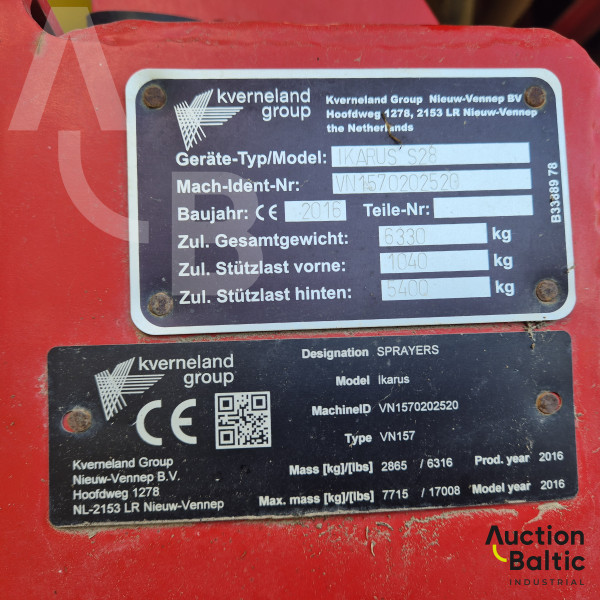 kverneland
group
Kverneland Group Nieuw-Vennep BV
Hoofdweg 1278, 2153 LR Nieuw-Vennep
the Netherlands
Geräte-Typ/Model: IKARUS S28
Mach-Ident-Nr: VN1570202520
Baujahr: CE 2016 Teile-Nr:
Zul. Gesamtgewicht: 6330 kg
Zul. Stützlast vorne: 1040 kg
Zul. Stützlast hinten: 5400 kg
B33389 78
kverneland
group
CE
Kverneland Group
Nieuw-Vennep B.V.
Hoofdweg 1278
NL-2153 LR Nieuw-Vennep
Designation SPRAYERS
Model Ikarus
MachineID VN1570202520
Type VN157
Mass [kg]/[lbs] 2865 / 6316 Prod. year 2016
Max. mass [kg]/[lbs] 7715 / 17008 Model year 2016
Auction
Baltic
INDUSTRIAL